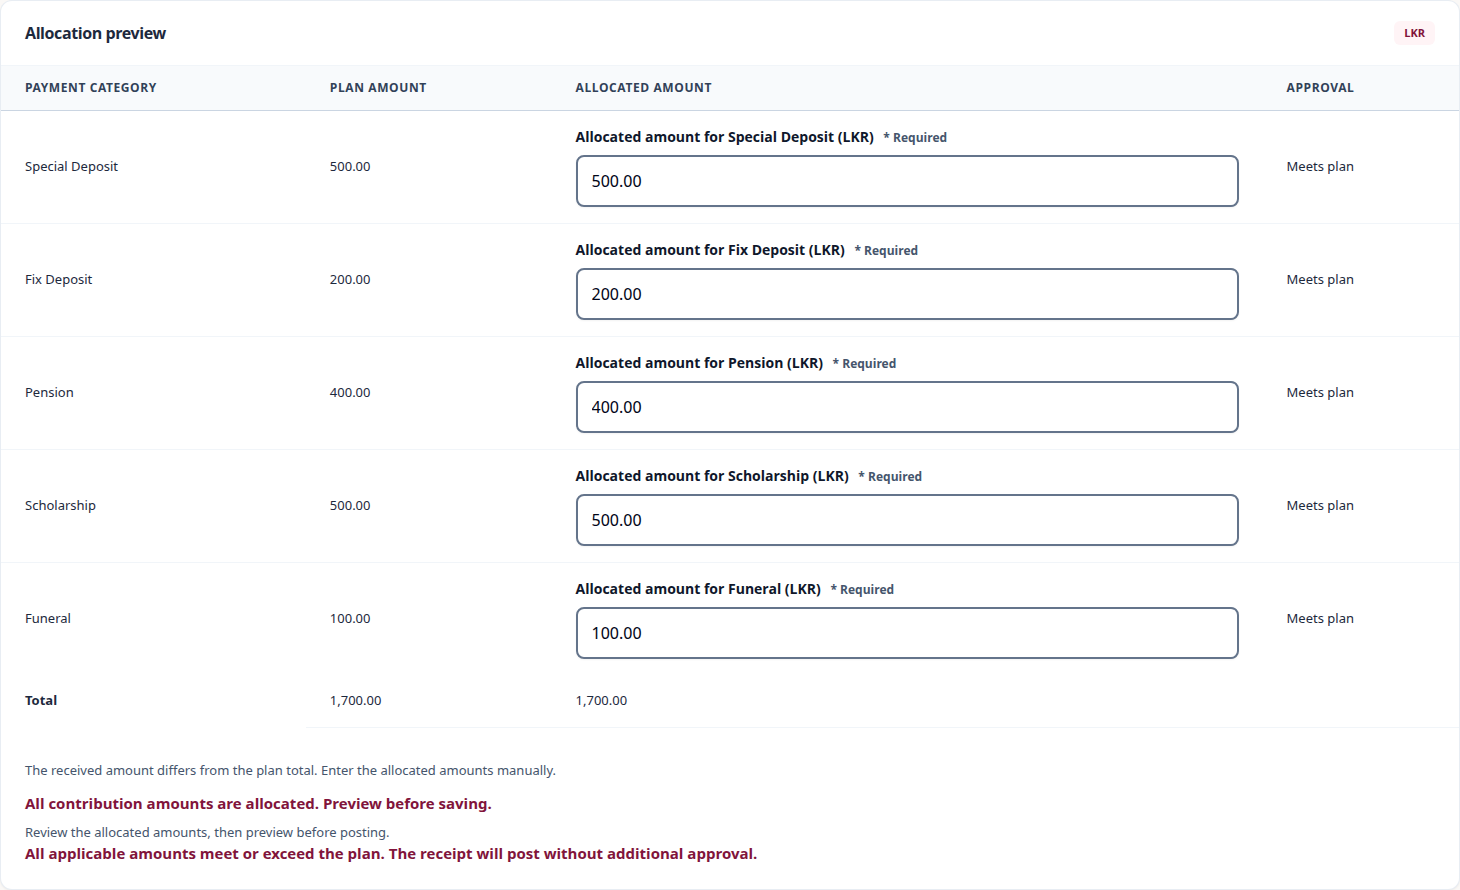 Allocation preview
LKR
PAYMENT CATEGORY PLAN AMOUNT ALLOCATED AMOUNT APPROVAL
Allocated amount for Special Deposit (LKR) * Required
Special Deposit 500.00 500.00 Meets plan
Allocated amount for Fix Deposit (LKR) * Required
Fix Deposit 200.00 200.00 Meets plan
Allocated amount for Pension (LKR) * Required
Pension 400.00 400.00 Meets plan
Allocated amount for Scholarship (LKR) * Required
Scholarship 500.00 500.00 Meets plan
Allocated amount for Funeral (LKR) * Required
Funeral 100.00 100.00 Meets plan
Total 1,700.00 1,700.00
The received amount differs from the plan total. Enter the allocated amounts manually.
All contribution amounts are allocated. Preview before saving.
Review the allocated amounts, then preview before posting.
All applicable amounts meet or exceed the plan. The receipt will post without additional approval.